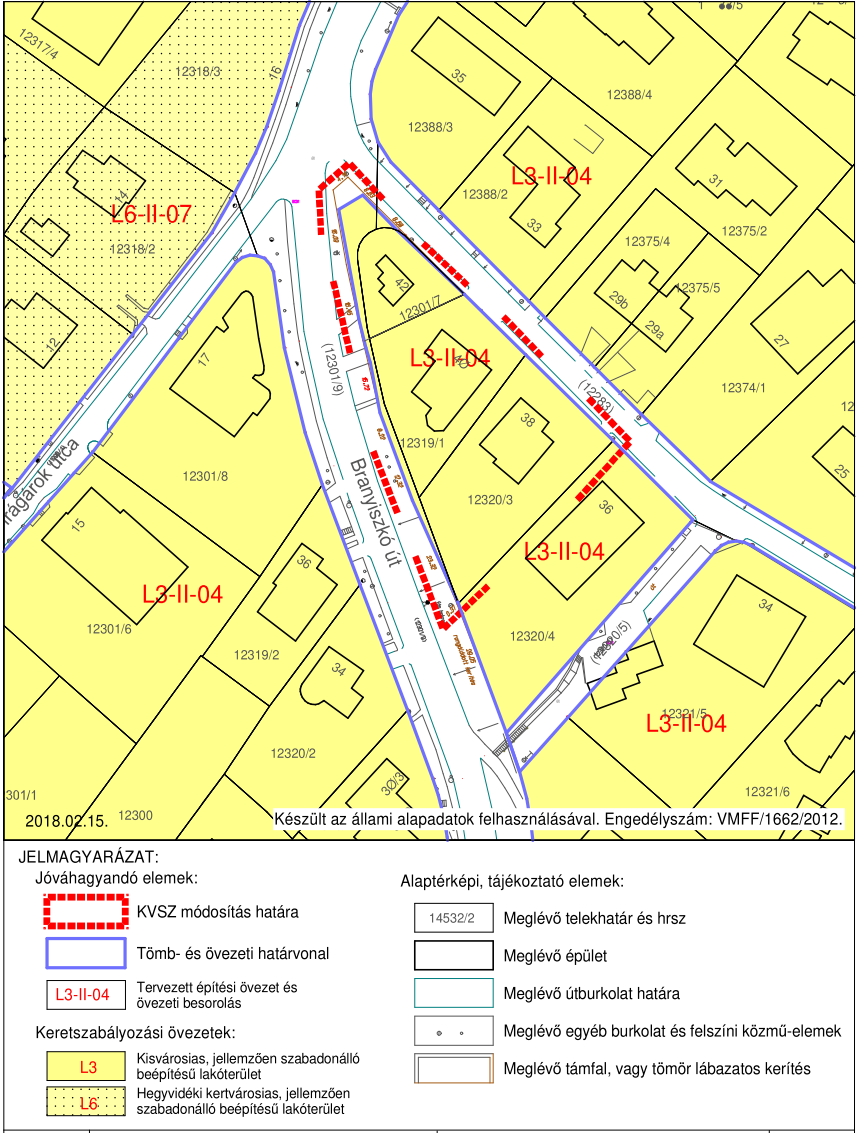 12317/4
12318/3
16
35
12388/4
12388/3
14
L6-II-07
12318/2
12388/2
L3-II-04
33
31
12375/4
12375/2
12375/5
42
12301/7
29b
29a
27
12
17
(12301/9)
L3-II-04
40
(12283)
12374/1
38
12319/1
Branyiszkó út
12301/8
12320/3
25
15
36
36
L3-II-04
L3-II-04
12301/6
34
12319/2
12320/4
(12320/5)
34
12320/2
12321/5
L3-II-04
30/3
12321/6
301/1
12300
2018.02.15.
Készült az állami alapadatok felhasználásával. Engedélyszám: VMFF/1662/2012.
JELMAGYARÁZAT:
Jóváhagyandó elemek:
KVSZ módosítás határa
Tömb- és övezeti határvonal
L3-II-04
Tervezett építési övezet és
övezeti besorolás
Keretszabályozási övezetek:
L3
Kisvárosias, jellemzően szabadonálló
beépítésű lakóterület
L6
Hegyvidéki kertvárosias, jellemzően
szabadonálló beépítésű lakóterület
Alaptérképi, tájékoztató elemek:
14532/2
Meglévő telekhatár és hrsz
Meglévő épület
Meglévő útburkolat határa
Meglévő egyéb burkolat és felszíni közmű-elemek
Meglévő támfal, vagy tömör lábazatos kerítés